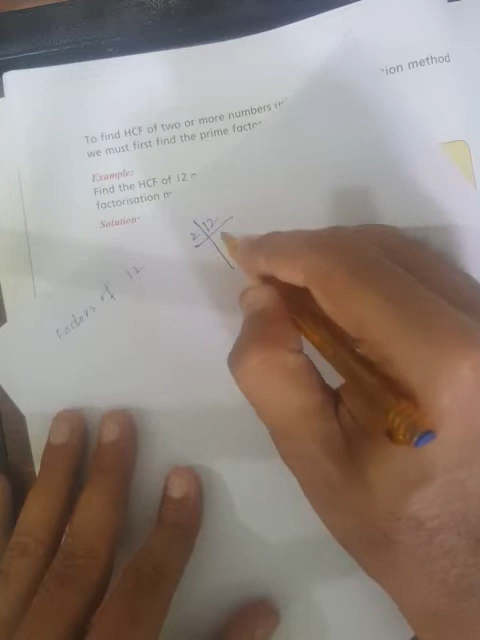 ion method
To find HCF of two or more numbers
we must first find the prime
Example:
Find the HCF of 12
factorisation
Solution
2 12
Factors of 12